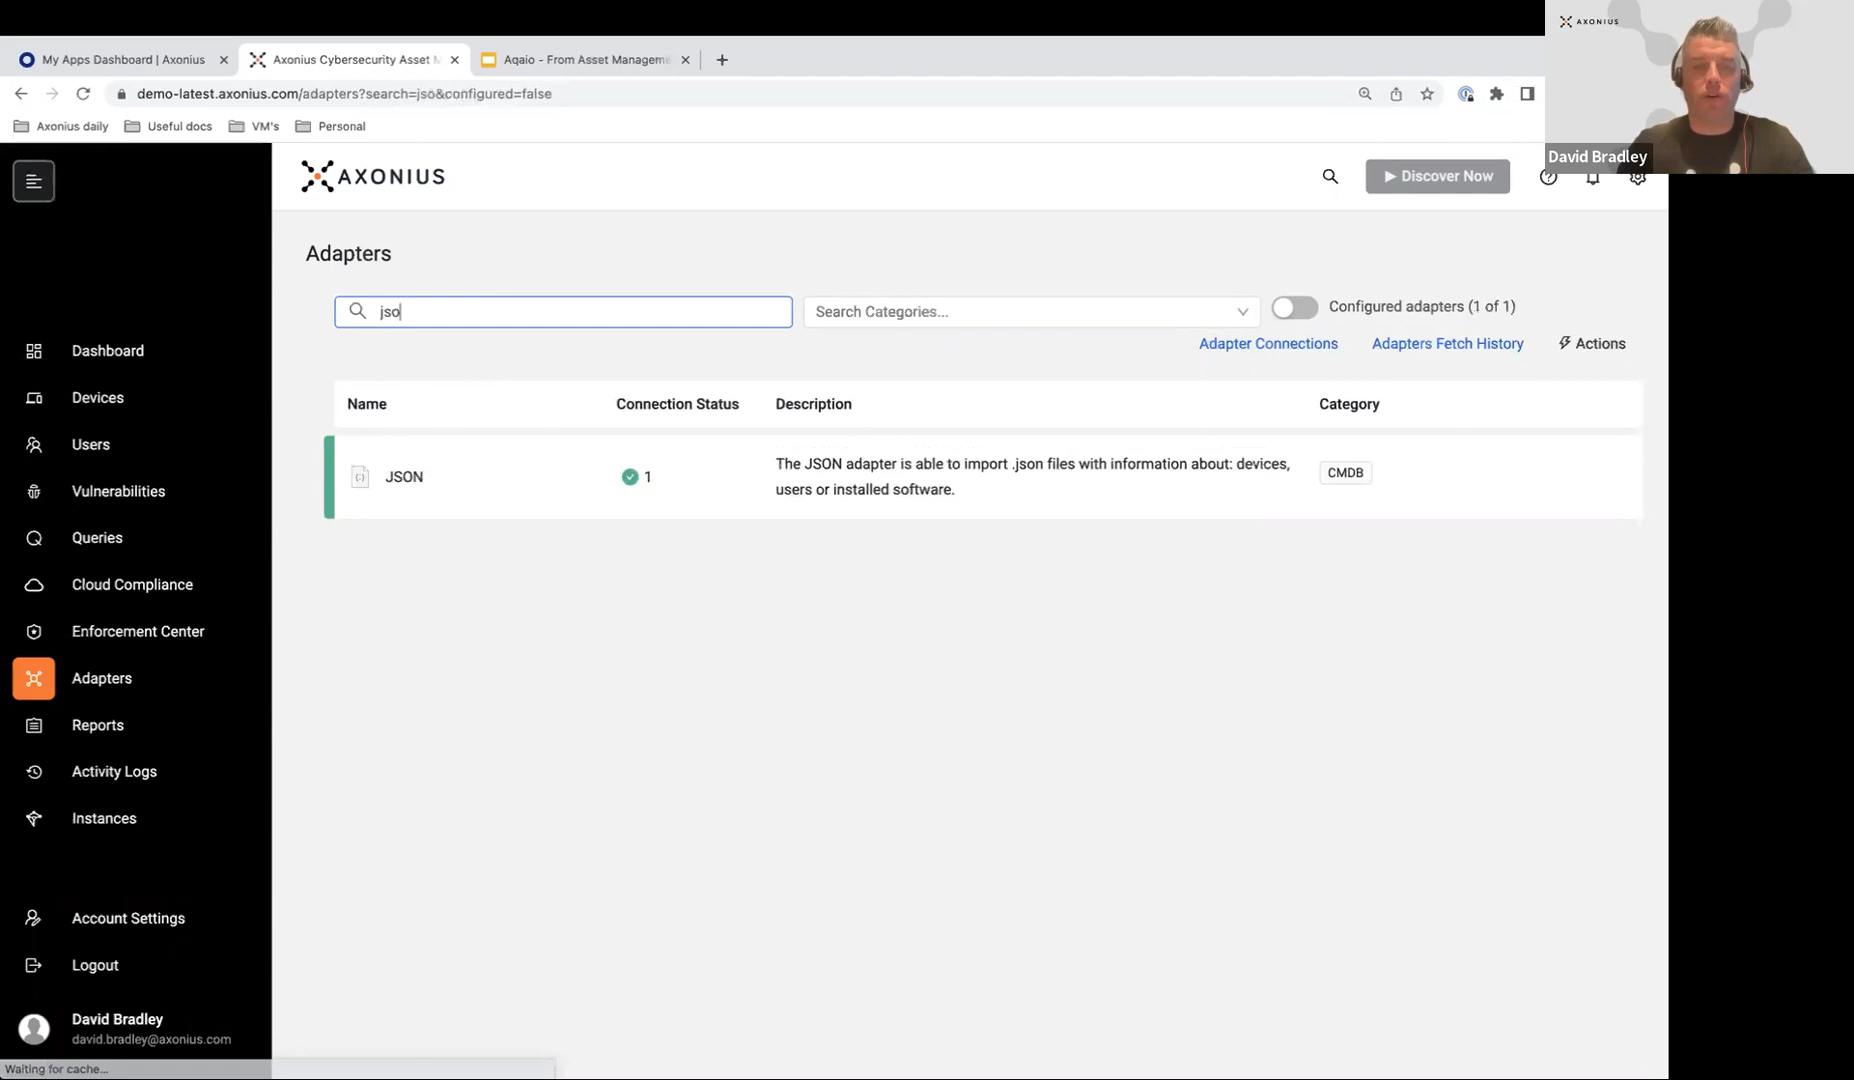 My Apps Dashboard | Axonius
Axonius Cybersecurity Asset M
Aqaio - From Asset Managem
AXONIUS
demo-latest.axonius.com/adapters?search=jso&configured=false
Axonius daily
Useful docs
VM's
Personal
David Bradley
AXONIUS
Discover Now
Adapters
jso
Search Categories...
Configured adapters (1 of 1)
Adapter Connections
Adapters Fetch History
Actions
Name
Connection Status
Description
Category
JSON
1
The JSON adapter is able to import .json files with information about: devices,
users or installed software.
CMDB
Dashboard
Devices
Users
Vulnerabilities
Queries
Cloud Compliance
Enforcement Center
Adapters
Reports
Activity Logs
Instances
Account Settings
Logout
David Bradley
david.bradley@axonius.com
Waiting for cache...